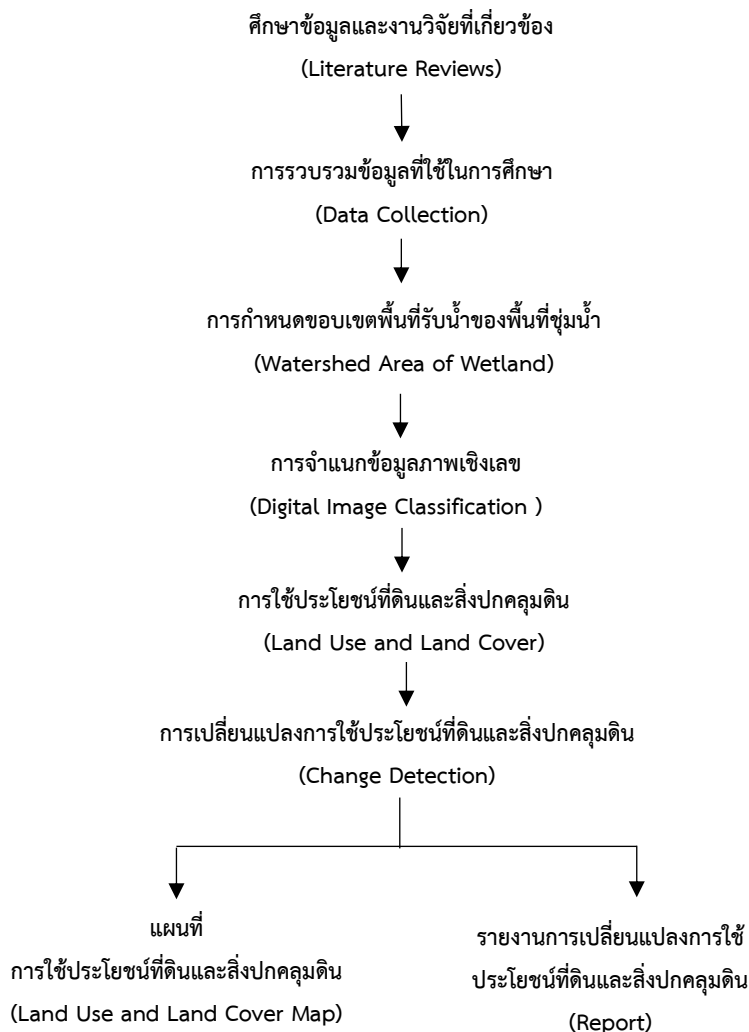 ศึกษาข้อมูลและงานวิจัยที่เกี่ยวข้อง
(Literature Reviews)
การรวบรวมข้อมูลที่ใช้ในการศึกษา
(Data Collection)
การกำหนดขอบเขตพื้นที่รับน้ำของพื้นที่ชุ่มน้ำ
(Watershed Area of Wetland)
การจำแนกข้อมูลภาพเชิงเลข
(Digital Image Classification )
การใช้ประโยชน์ที่ดินและสิ่งปกคลุมดิน
(Land Use and Land Cover)
การเปลี่ยนแปลงการใช้ประโยชน์ที่ดินและสิ่งปกคลุมดิน
(Change Detection)
แผนที่
การใช้ประโยชน์ที่ดินและสิ่งปกคลุมดิน
(Land Use and Land Cover Map)
รายงานการเปลี่ยนแปลงการใช้
ประโยชน์ที่ดินและสิ่งปกคลุมดิน
(Report)